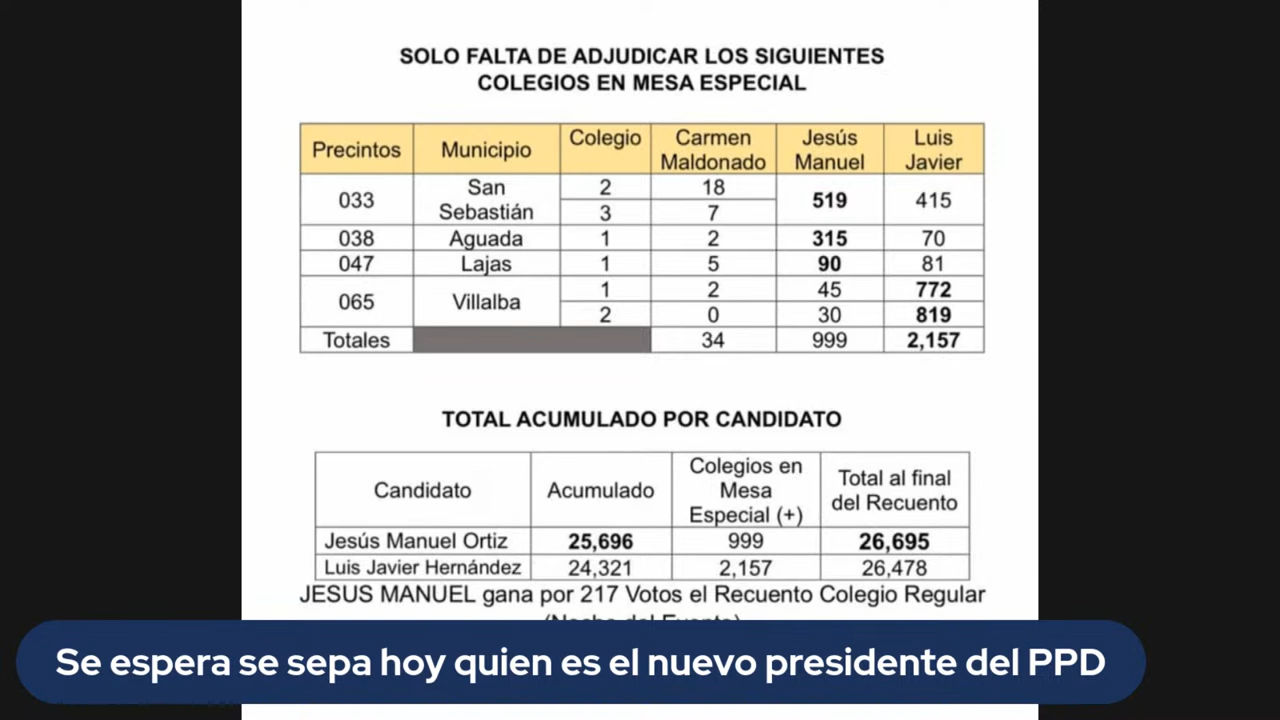 SOLO FALTA DE ADJUDICAR LOS SIGUIENTES
COLEGIOS EN MESA ESPECIAL
Precintos Municipio Colegio Carmen Maldonado Jesús Manuel Luis Javier
033 San Sebastián 2 18 519 415
3 7
038 Aguada 1 2 315 70
047 Lajas 1 5 90 81
065 Villalba 1 2 45 772
2 0 30 819
Totales 34 999 2,157
TOTAL ACUMULADO POR CANDIDATO
Candidato Acumulado Colegios en Mesa Especial (+) Total al final del Recuento
Jesús Manuel Ortiz 25,696 999 26,695
Luis Javier Hernández 24,321 2,157 26,478
JESUS MANUEL gana por 217 Votos el Recuento Colegio Regular
Se espera se sepa hoy quien es el nuevo presidente del PPD